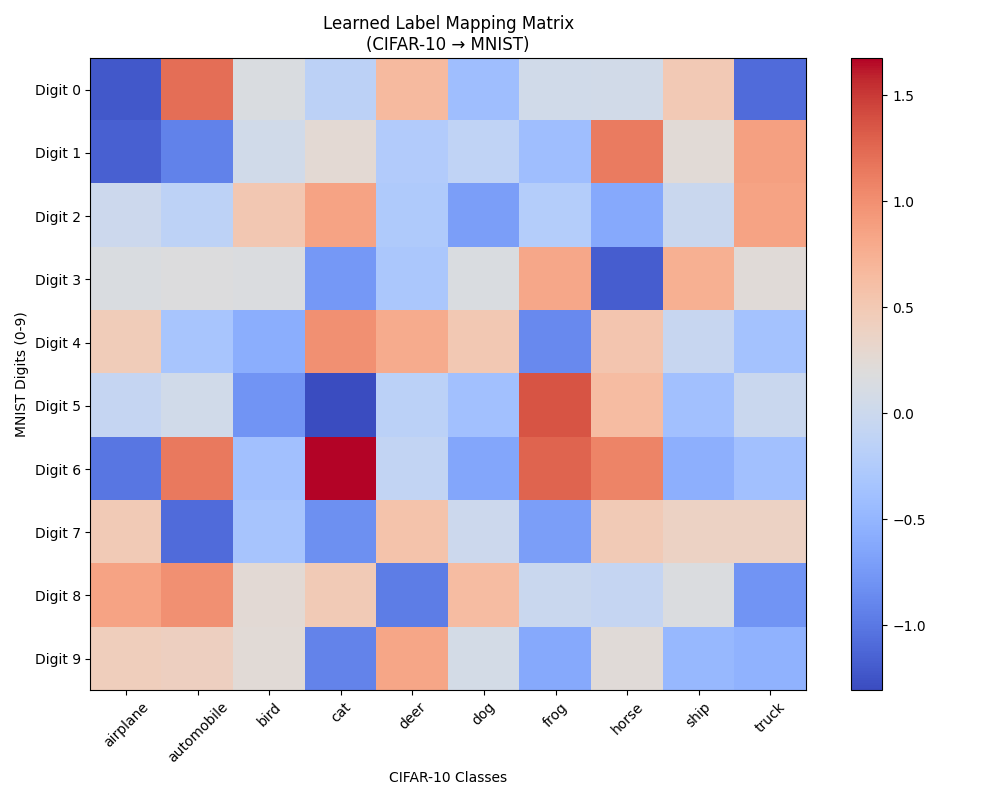 Learned Label Mapping Matrix
(CIFAR-10 → MNIST)
MNIST Digits (0-9)
Digit 0
Digit 1
Digit 2
Digit 3
Digit 4
Digit 5
Digit 6
Digit 7
Digit 8
Digit 9
airplane
automobile
bird
cat
deer
dog
frog
horse
ship
truck
CIFAR-10 Classes
1.5
1.0
0.5
0.0
−0.5
−1.0